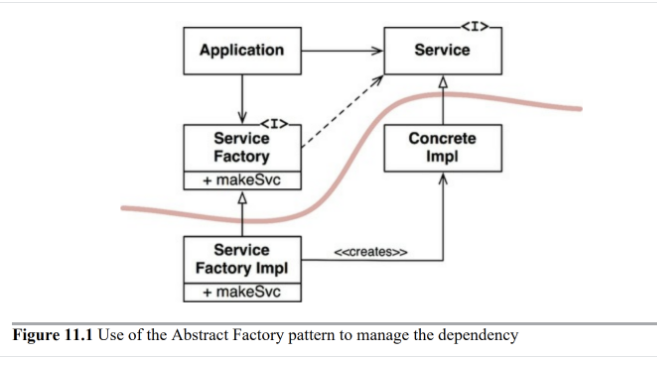 <I>
Application
Service
<I>
Service
Factory
+ makeSvc
Concrete
Impl
Service
Factory Impl
+ makeSvc
<<creates>>
Figure 11.1 Use of the Abstract Factory pattern to manage the dependency